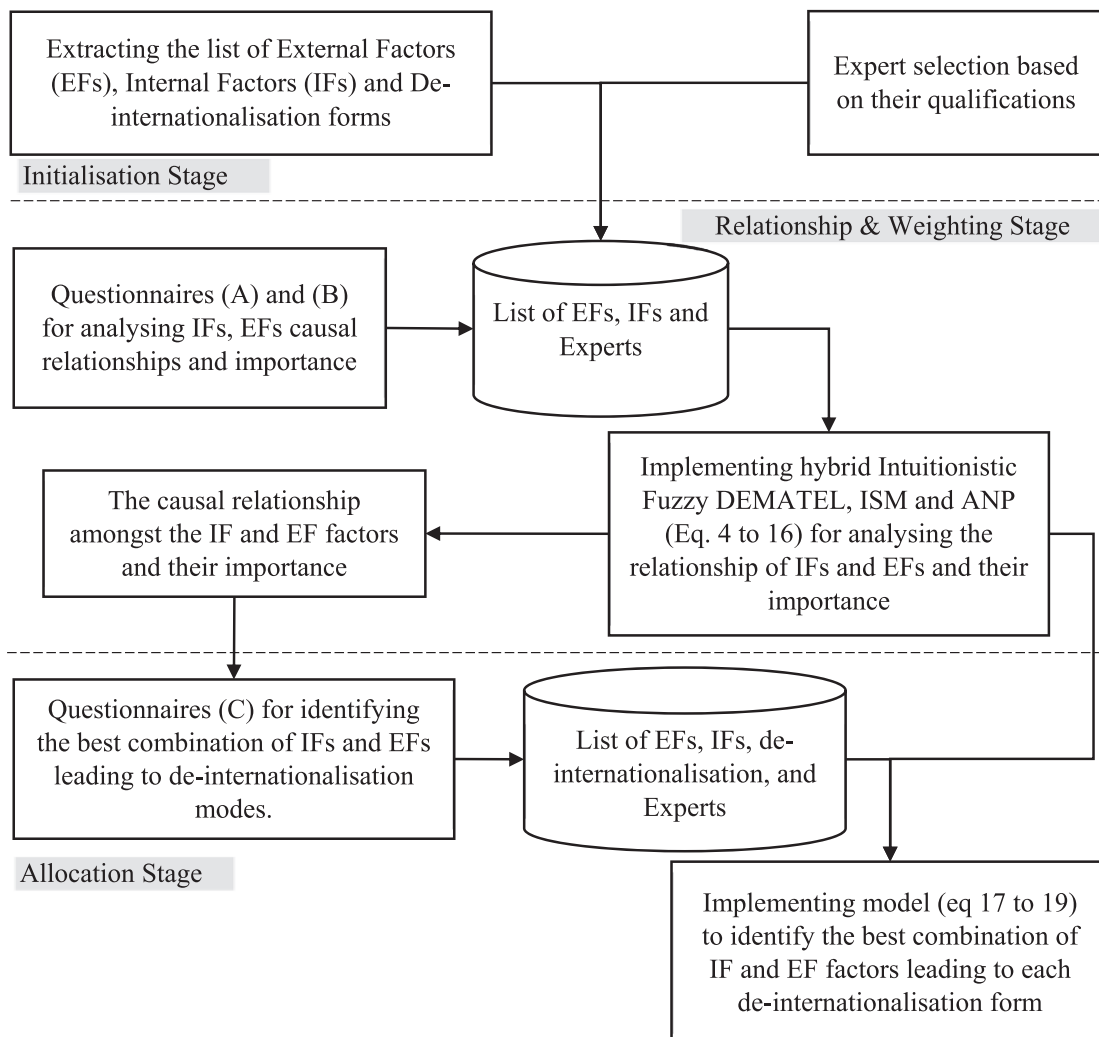 Extracting the list of External Factors
(EFs), Internal Factors (IFs) and De-
internationalisation forms
Expert selection based
on their qualifications
Initialisation Stage
Relationship & Weighting Stage
Questionnaires (A) and (B)
for analysing IFs, EFs causal
relationships and importance
List of EFs, IFs and
Experts
Implementing hybrid Intuitionistic
Fuzzy DEMATEL, ISM and ANP
(Eq. 4 to 16) for analysing the
relationship of IFs and EFs and their
importance
The causal relationship
amongst the IF and EF factors
and their importance
Questionnaires (C) for identifying
the best combination of IFs and EFs
leading to de-internationalisation
modes.
List of EFs, IFs, de-
internationalisation, and
Experts
Allocation Stage
Implementing model (eq 17 to 19)
to identify the best combination of
IF and EF factors leading to each
de-internationalisation form